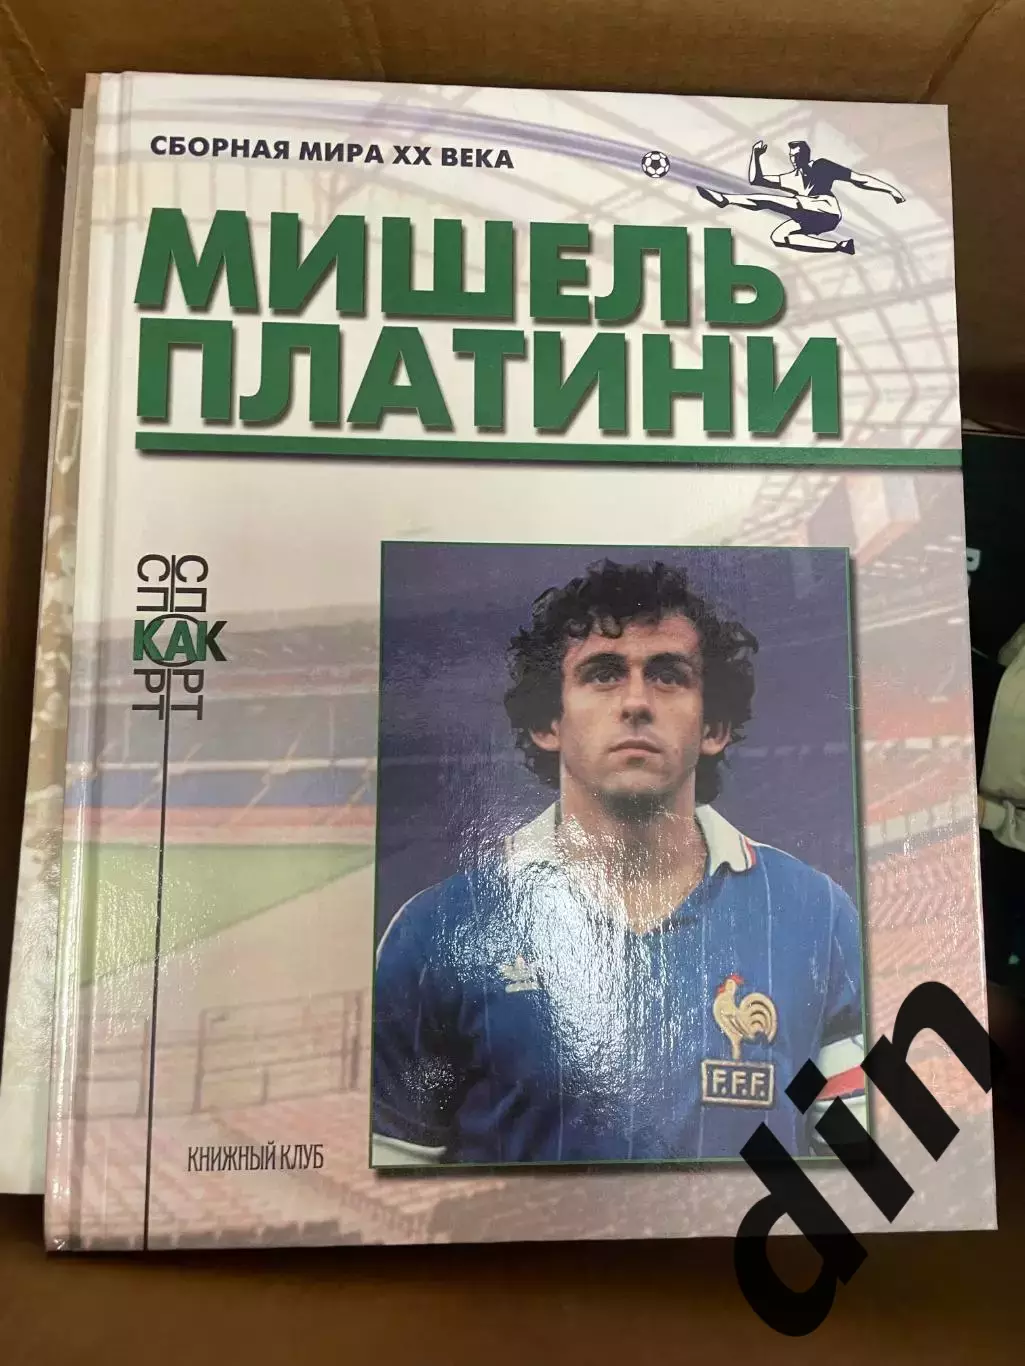 СБОРНАЯ МИРА XX ВЕКА
МИШЕЛЬ
ПЛАТИНИ
СПОРТ
КАК
СПОРТ
F.F.F.
КНИЖНЫЙ КЛУБ
din